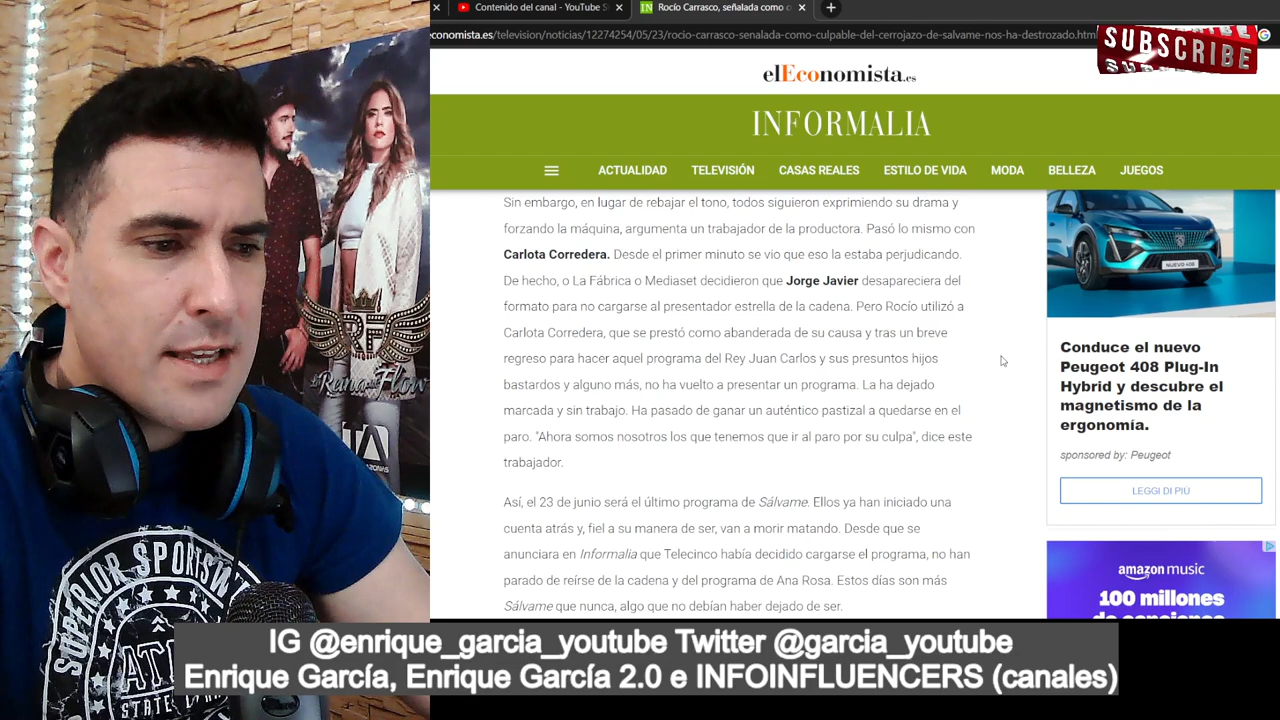 Contenido del canal - YouTube S
Rocío Carrasco, señalada como c
economista.es/television/noticias/12274254/05/23/rocio-carrasco-senalada-como-culpable-del-cerrojazo-de-salvame-nos-ha-destrozado.html
SUBSCRIBE
elEconomista.es
INFORMALIA
ACTUALIDAD TELEVISIÓN CASAS REALES ESTILO DE VIDA MODA BELLEZA JUEGOS
Sin embargo, en lugar de rebajar el tono, todos siguieron exprimiendo su drama y
forzando la máquina, argumenta un trabajador de la productora. Pasó lo mismo con
Carlota Corredera. Desde el primer minuto se vio que eso la estaba perjudicando.
De hecho, o La Fábrica o Mediaset decidieron que Jorge Javier desapareciera del
formato para no cargarse al presentador estrella de la cadena. Pero Rocío utilizó a
Carlota Corredera, que se prestó como abanderada de su causa y tras un breve
regreso para hacer aquel programa del Rey Juan Carlos y sus presuntos hijos
bastardos y alguno más, no ha vuelto a presentar un programa. La ha dejado
marcada y sin trabajo. Ha pasado de ganar un auténtico pastizal a quedarse en el
paro. "Ahora somos nosotros los que tenemos que ir al paro por su culpa", dice este
trabajador.
Así, el 23 de junio será el último programa de Sálvame. Ellos ya han iniciado una
cuenta atrás y, fiel a su manera de ser, van a morir matando. Desde que se
anunciara en Informalia que Telecinco había decidido cargarse el programa, no han
parado de reírse de la cadena y del programa de Ana Rosa. Estos días son más
Sálvame que nunca, algo que no debían haber dejado de ser.
NUEVO 408
Conduce el nuevo
Peugeot 408 Plug-In
Hybrid y descubre el
magnetismo de la
ergonomía.
sponsored by: Peugeot
LEGGI DI PIÙ
amazon music
100 millones
de canciones
RF
La Reina del Flow
SUPERIOR SPORTSW
IG @enrique_garcia_youtube Twitter @garcia_youtube
Enrique García, Enrique García 2.0 e INFOINFLUENCERS (canales)